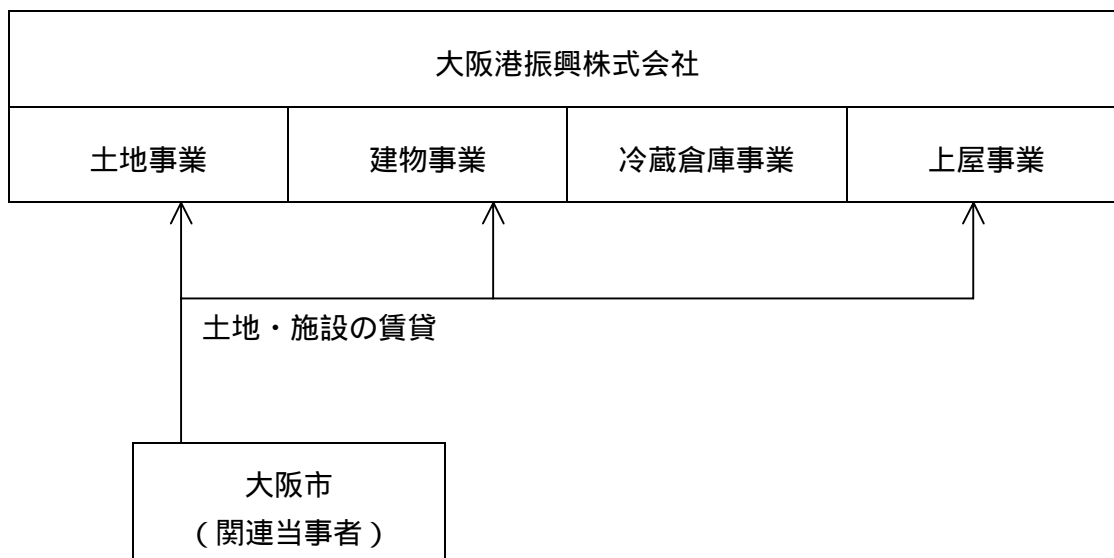 大阪港振興株式会社
土地事業
建物事業
冷蔵倉庫事業
上屋事業
土地・施設の賃貸
大阪市
（関連当事者）